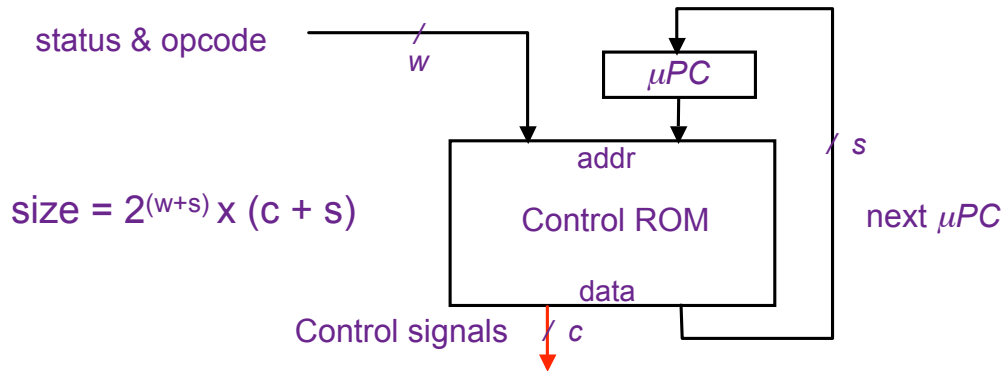 status & opcode
w
μPC
s
addr
size = 2^(w+s) x (c + s)
Control ROM
next μPC
data
Control signals
c